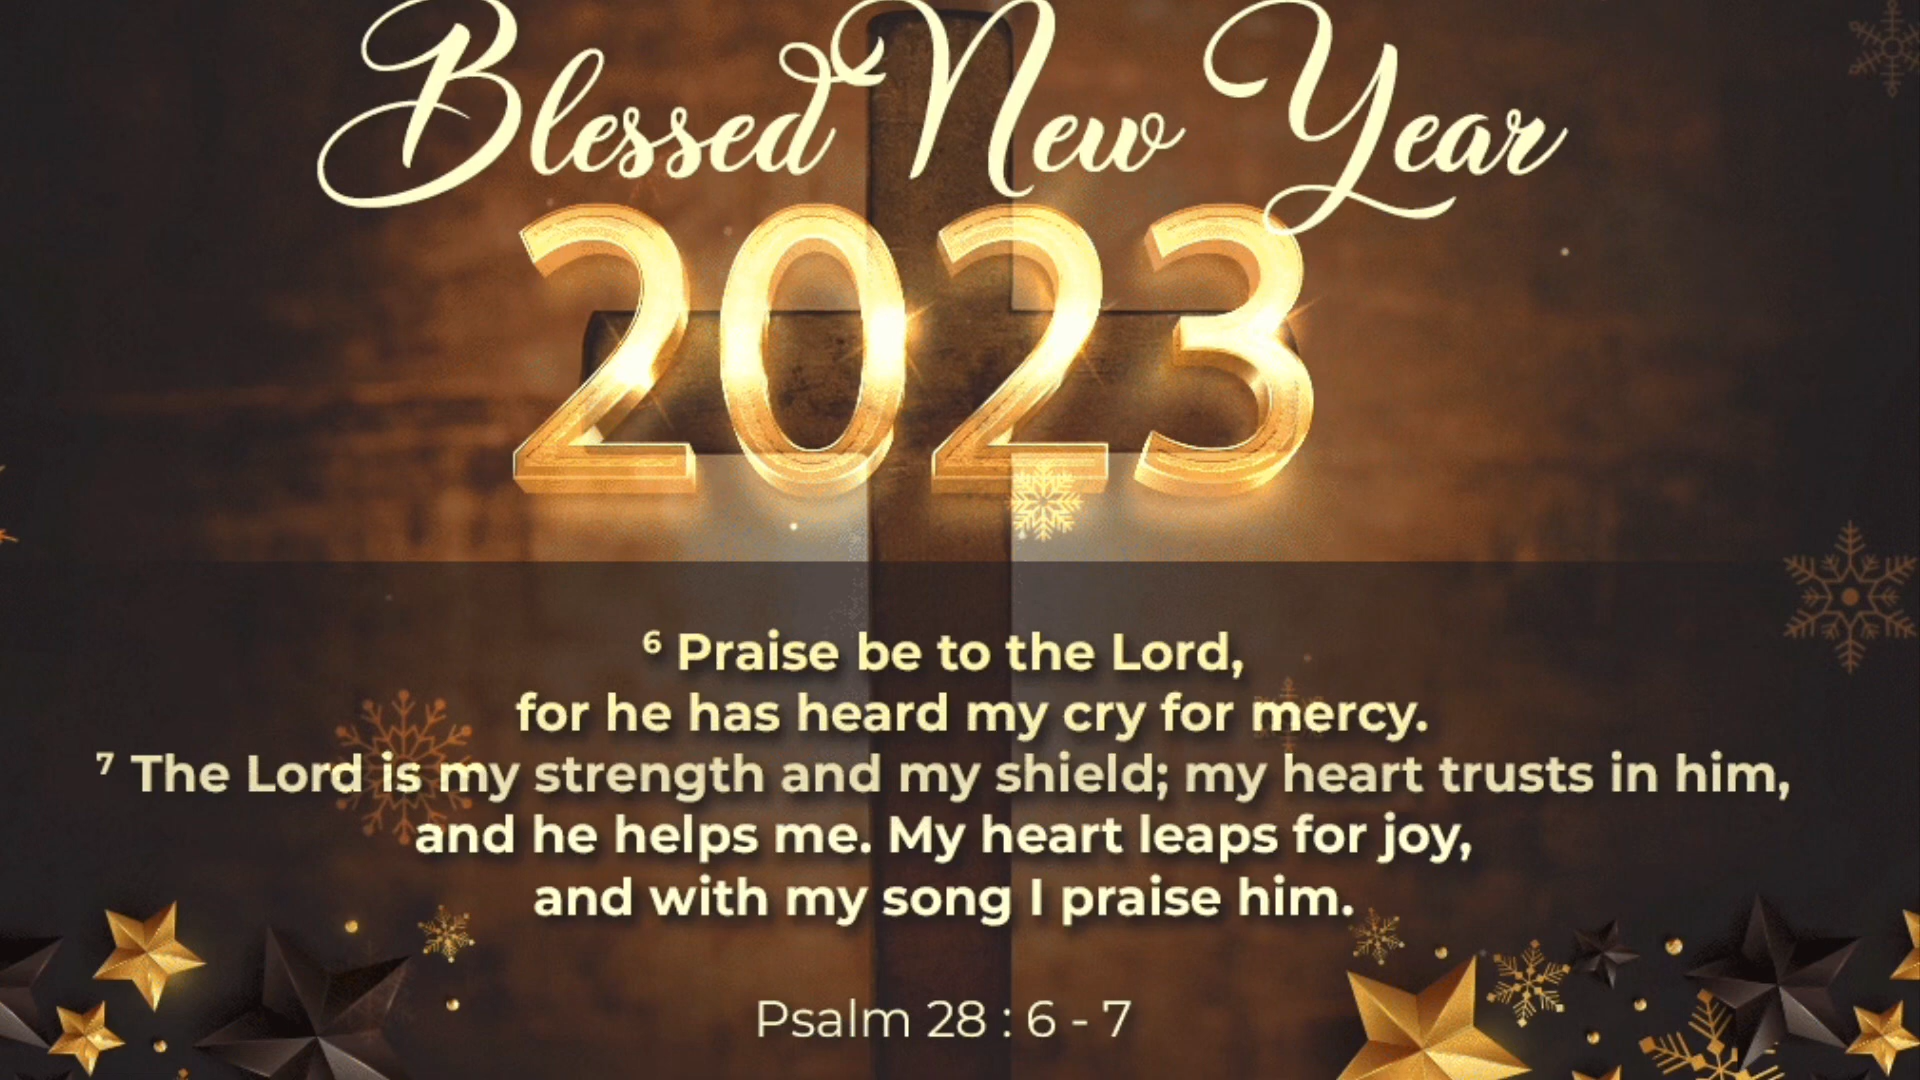 Blessed New Year
2023
⁶ Praise be to the Lord,
for he has heard my cry for mercy.
⁷ The Lord is my strength and my shield; my heart trusts in him,
and he helps me. My heart leaps for joy,
and with my song I praise him.
Psalm 28 : 6 - 7